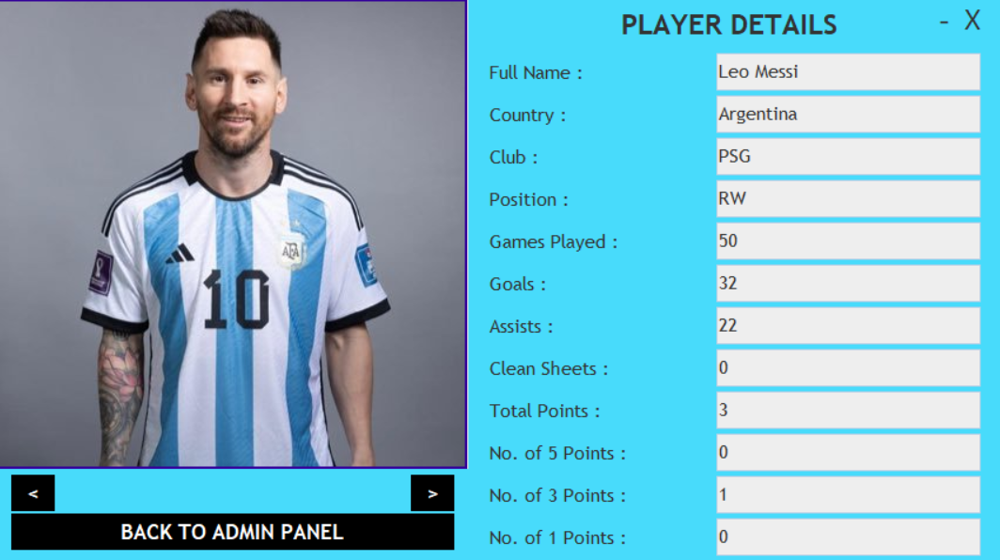 PLAYER DETAILS
- X
Full Name : Leo Messi
Country : Argentina
Club : PSG
Position : RW
Games Played : 50
Goals : 32
Assists : 22
Clean Sheets : 0
Total Points : 3
No. of 5 Points : 0
No. of 3 Points : 1
No. of 1 Points : 0
AFA
10
< >
BACK TO ADMIN PANEL